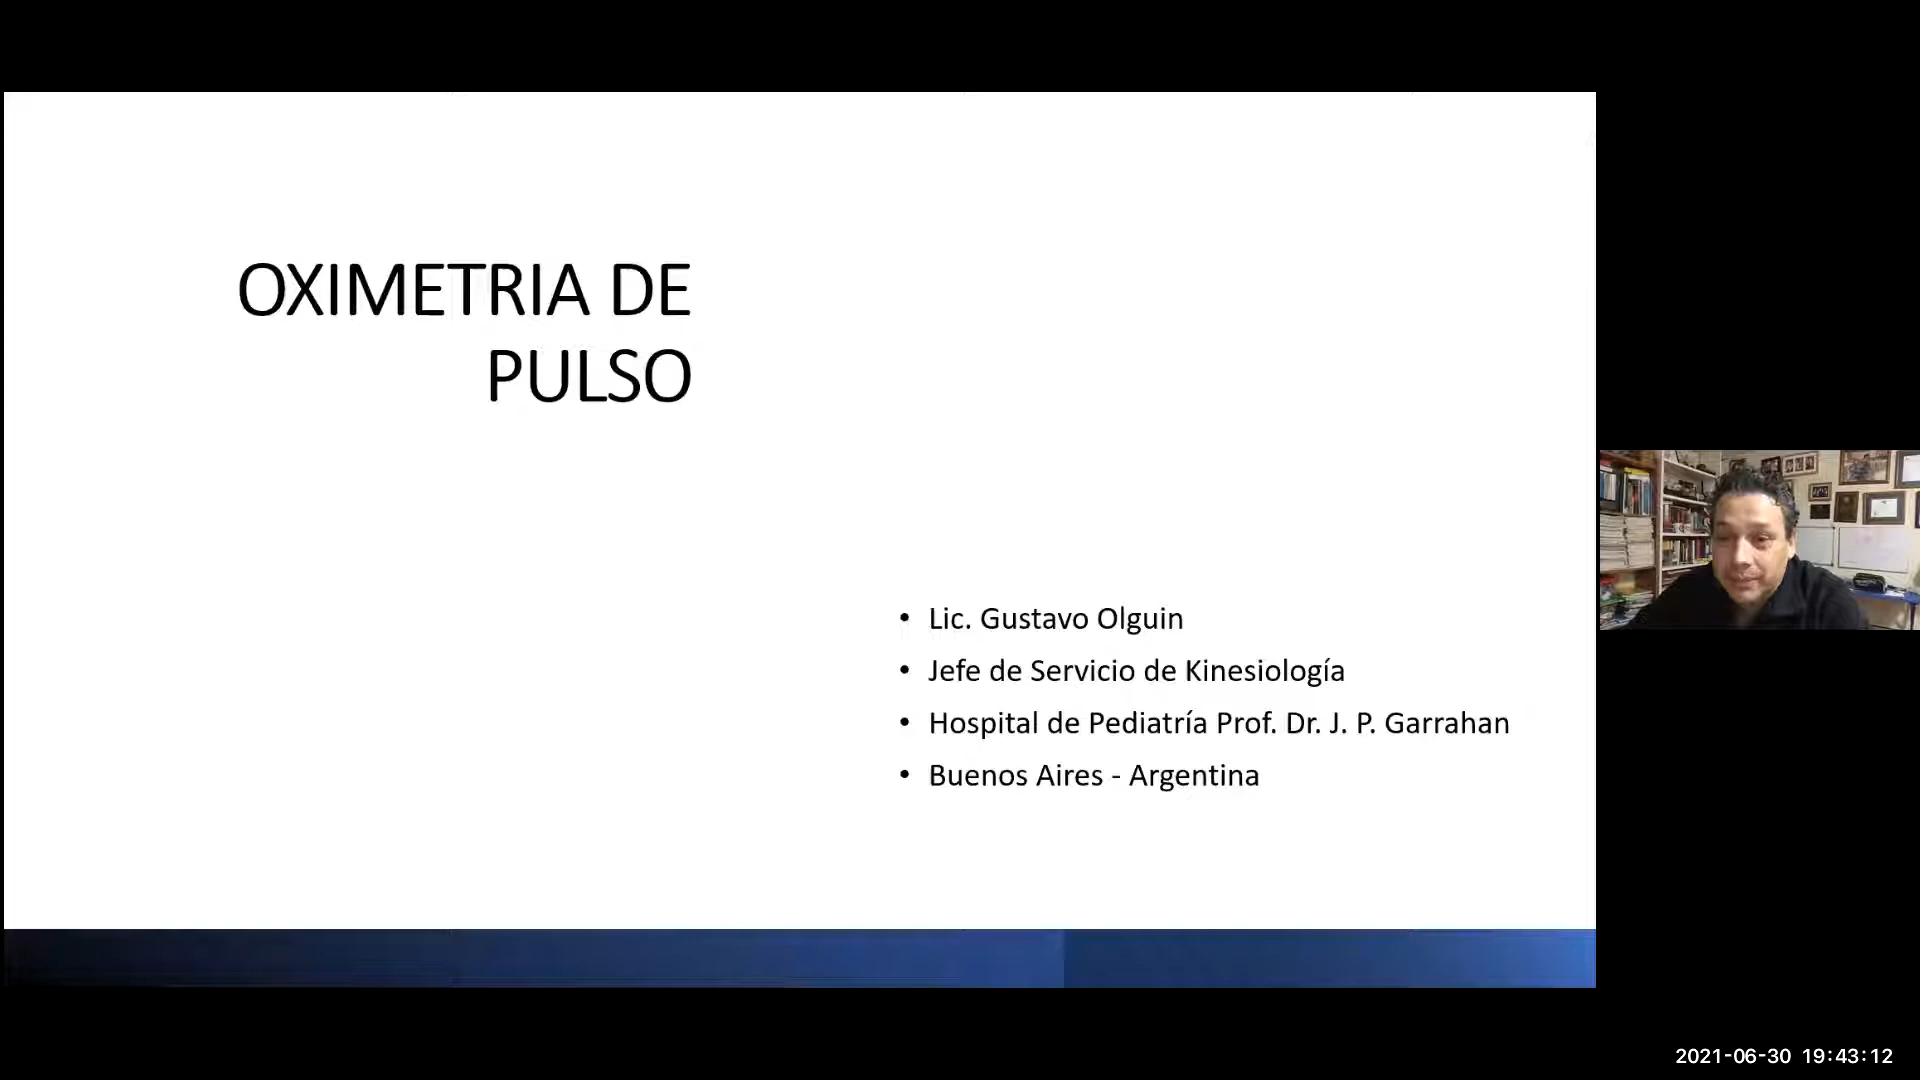 OXIMETRIA DE
PULSO
• Lic. Gustavo Olguin
• Jefe de Servicio de Kinesiología
• Hospital de Pediatría Prof. Dr. J. P. Garrahan
• Buenos Aires - Argentina
2021-06-30 19:43:12